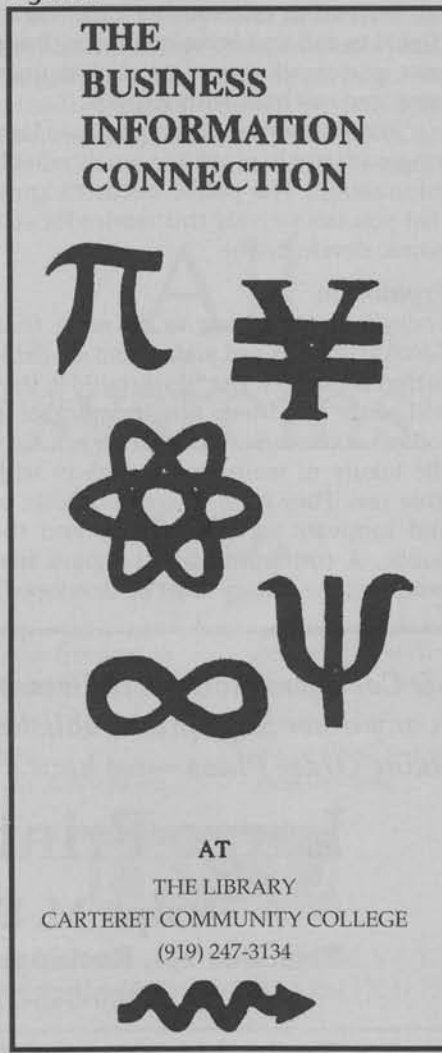 THE
BUSINESS
INFORMATION
CONNECTION
π
¥
∞
ψ
AT
THE LIBRARY
CARTERET COMMUNITY COLLEGE
(919) 247-3134